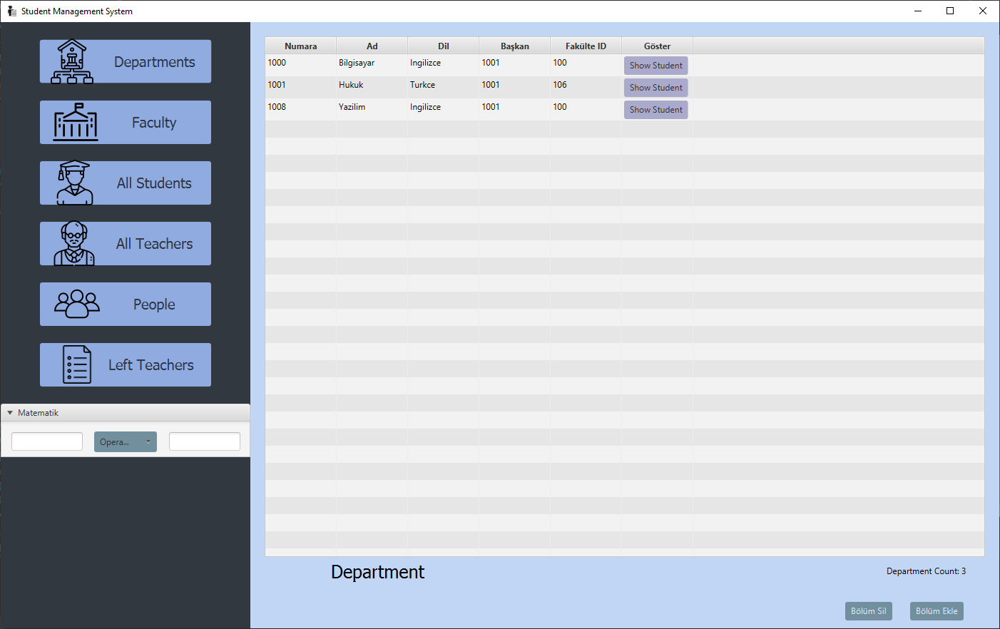 Student Management System
Departments
Faculty
All Students
All Teachers
People
Left Teachers
Matematik
Opera...
Numara Ad Dil Başkan Fakülte ID Göster
1000 Bilgisayar Ingilizce 1001 100 Show Student
1001 Hukuk Turkce 1001 106 Show Student
1008 Yazilim Ingilizce 1001 100 Show Student
Department
Department Count: 3
Bölüm Sil Bölüm Ekle